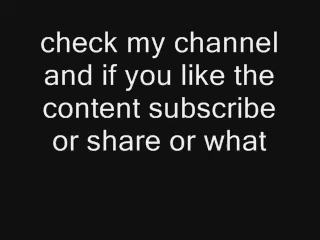 check my channel
and if you like the
content subscribe
or share or what